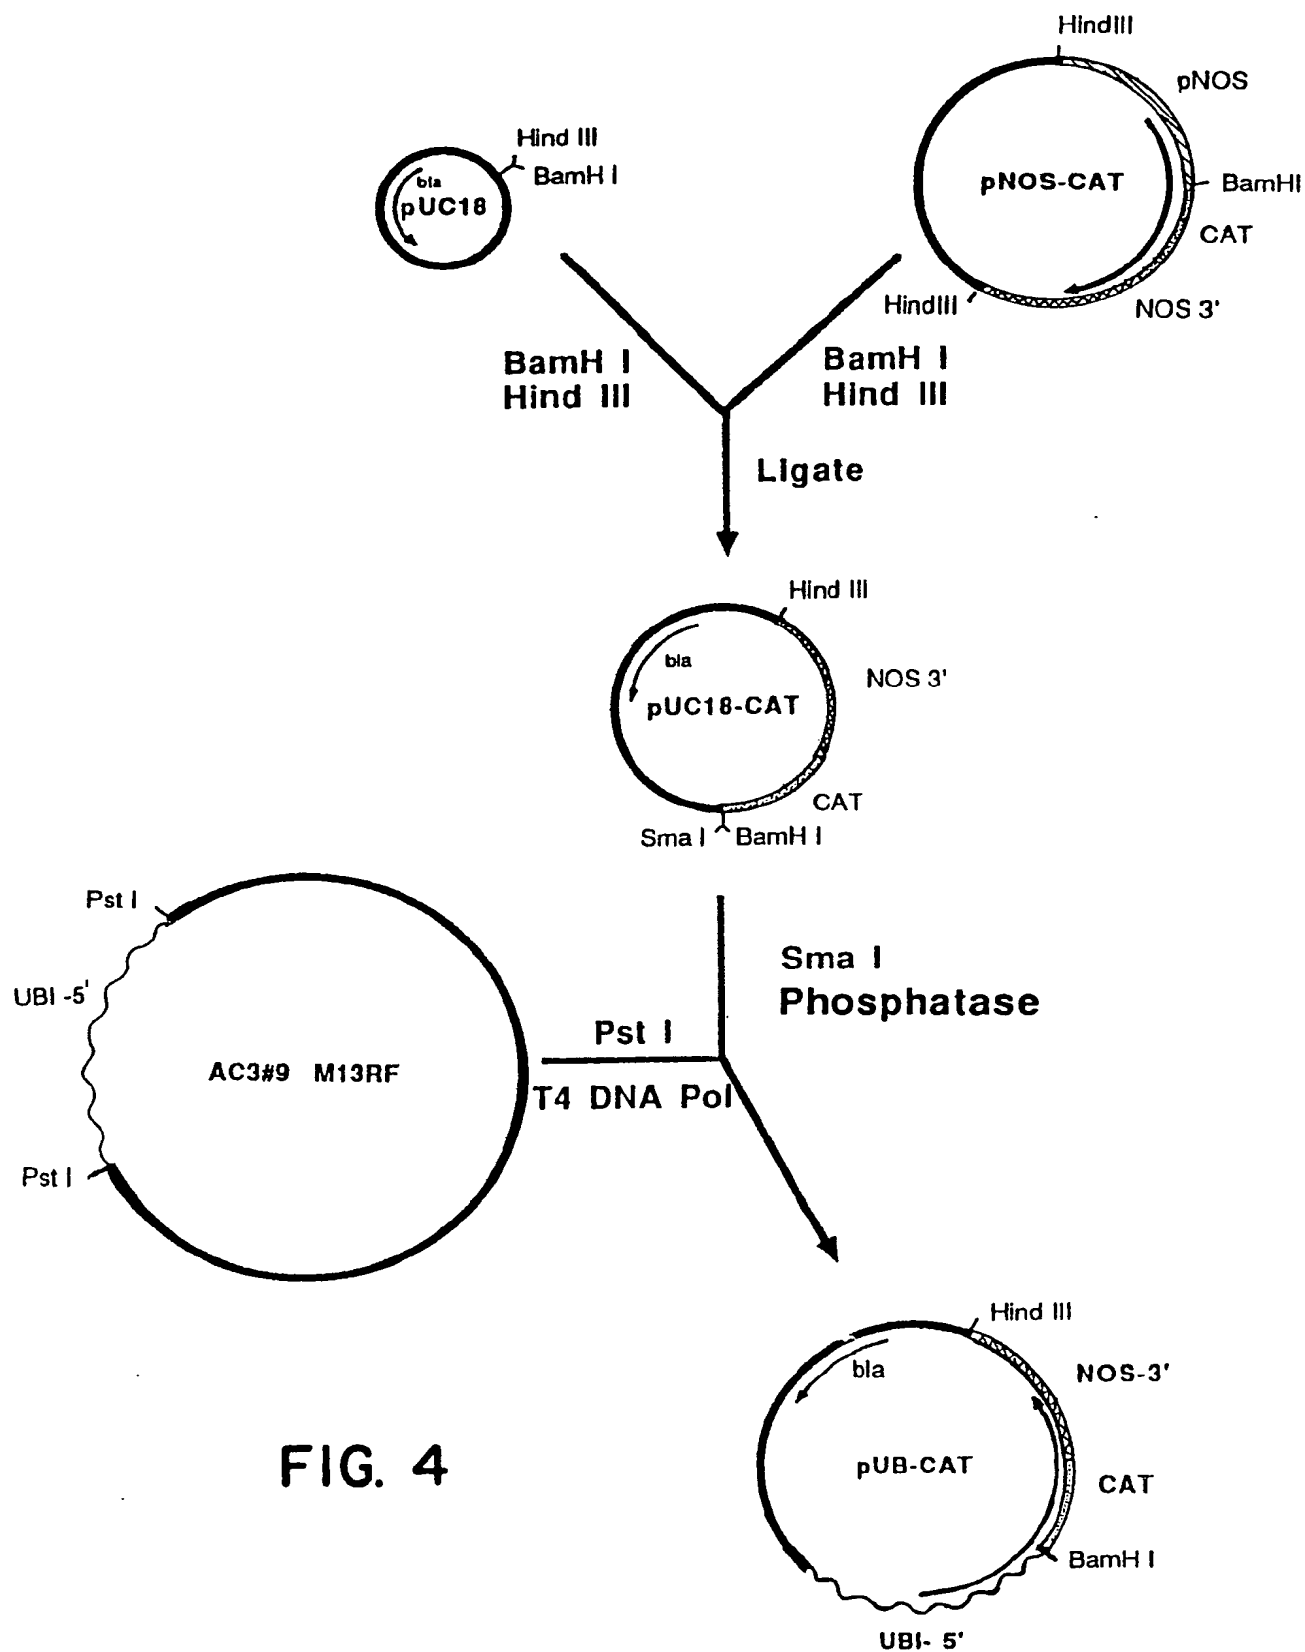 HindIII
pNOS
Hind III
BamH I
bla
pUC18
pNOS-CAT
BamHI
CAT
HindIII
NOS 3'
BamH I
Hind III
BamH I
Hind III
Ligate
Hind III
bla
NOS 3'
pUC18-CAT
CAT
Sma I
BamH I
Pst I
UBI -5'
Sma I
Phosphatase
Pst I
AC3#9 M13RF
T4 DNA Pol
Pst I
Hind III
bla
NOS-3'
pUB-CAT
CAT
FIG. 4
BamH I
UBI- 5'